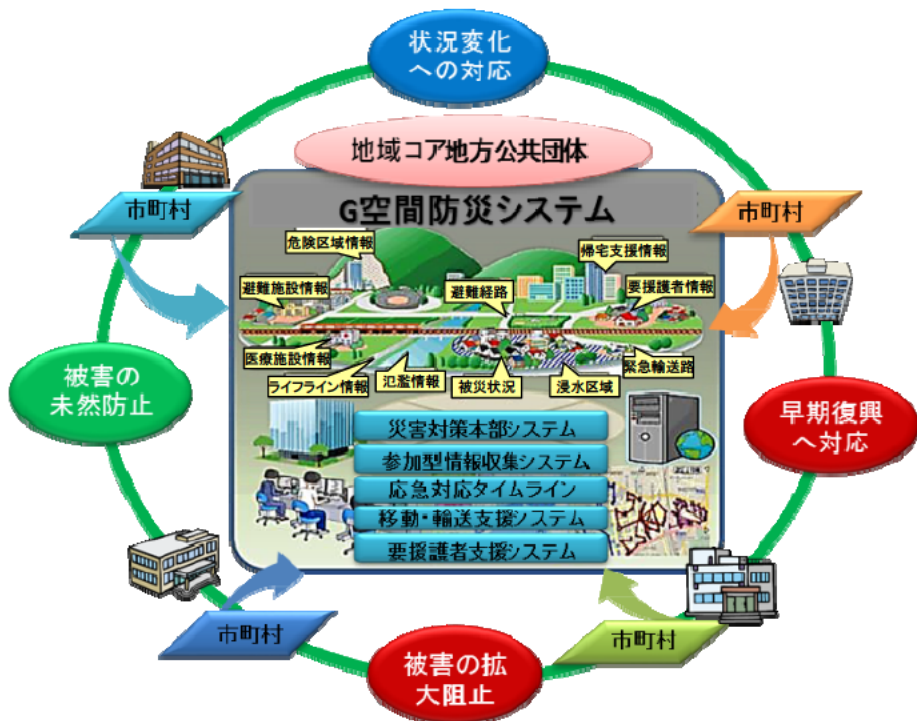 状況変化
への対応
地域コア地方公共団体
G空間防災システム
市町村
市町村
危険区域情報
帰宅支援情報
避難施設情報
避難経路
要援護者情報
医療施設情報
ライフライン情報
氾濫情報
被災状況
浸水区域
緊急輸送路
被害の
未然防止
早期復興
へ対応
災害対策本部システム
参加型情報収集システム
応急対応タイムライン
移動・輸送支援システム
要援護者支援システム
市町村
市町村
被害の拡
大阻止